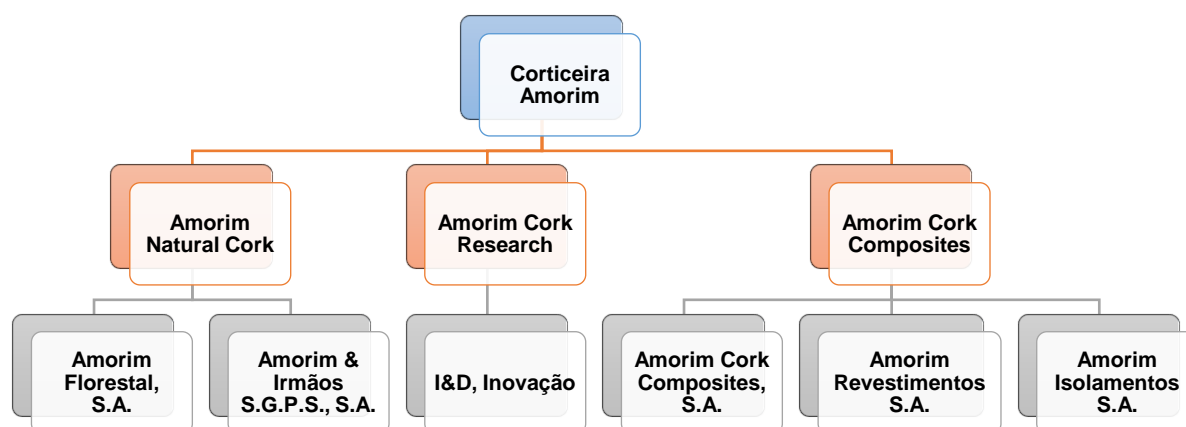 Corticeira
Amorim
Amorim
Natural Cork
Amorim Cork
Research
Amorim Cork
Composites
Amorim
Florestal,
S.A.
Amorim &
Irmãos
S.G.P.S., S.A.
I&D, Inovação
Amorim Cork
Composites,
S.A.
Amorim
Revestimentos
S.A.
Amorim
Isolamentos
S.A.